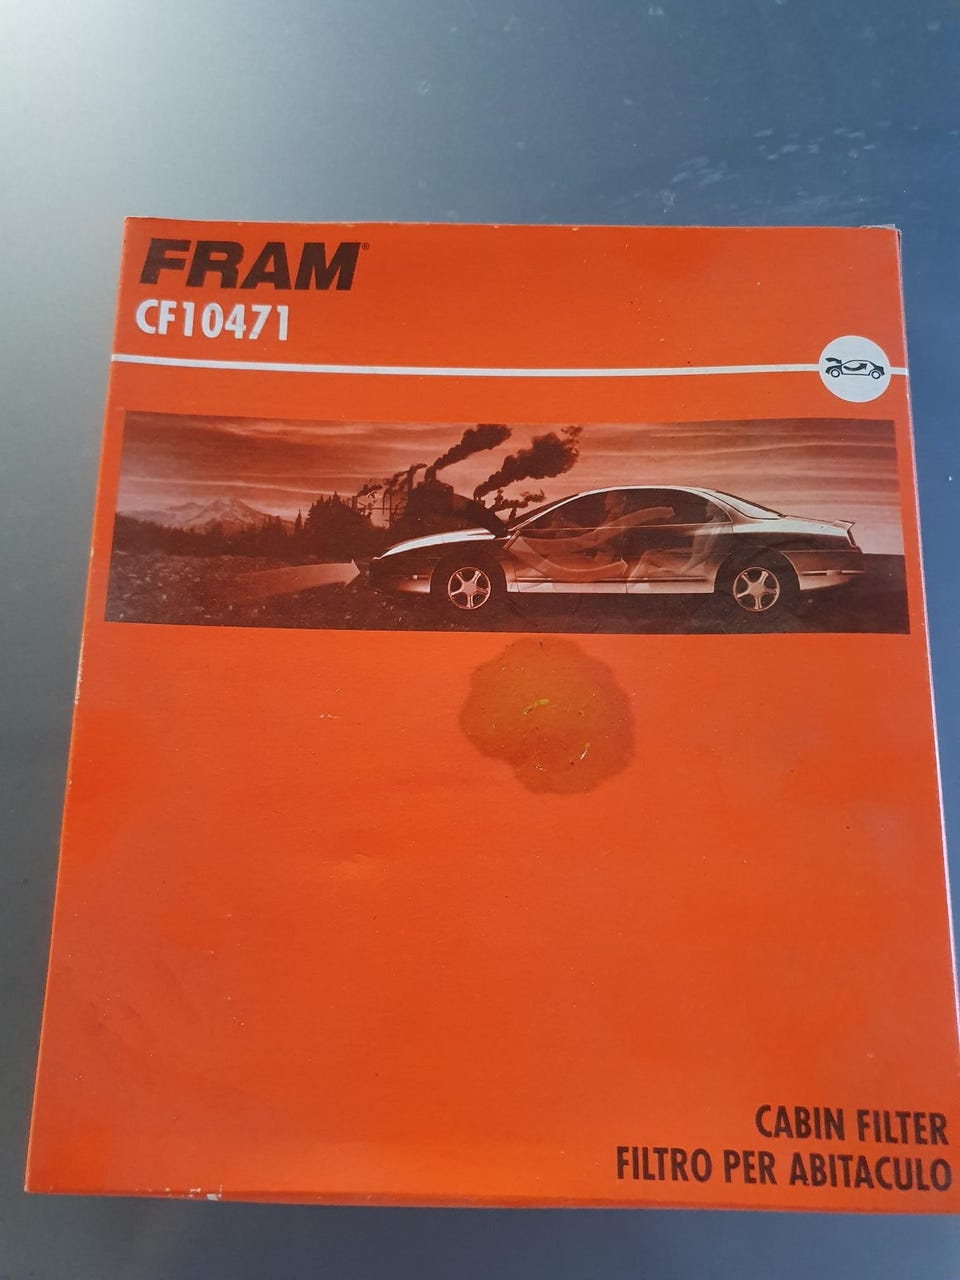 FRAM®
CF10471
CABIN FILTER
FILTRO PER ABITACULO